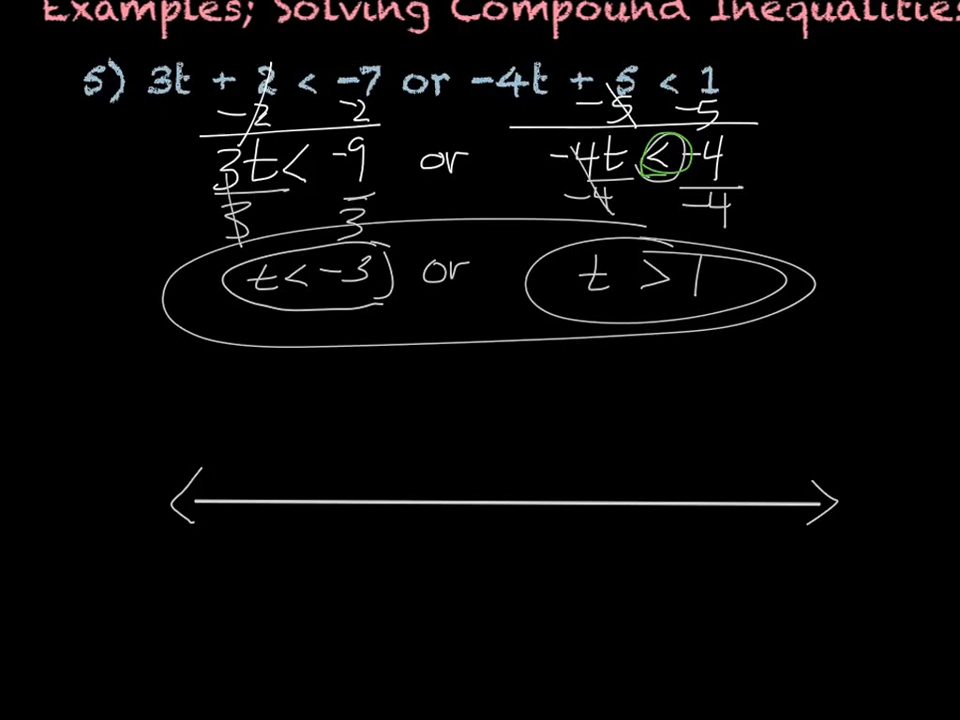 Examples; Solving Compound Inequalities
5) 3t + 2 < -7 or -4t + 5 < 1
-2 -2 -5 -5
3t < -9 or -4t < -4
3 3 -4 -4
t < -3 or t > 1